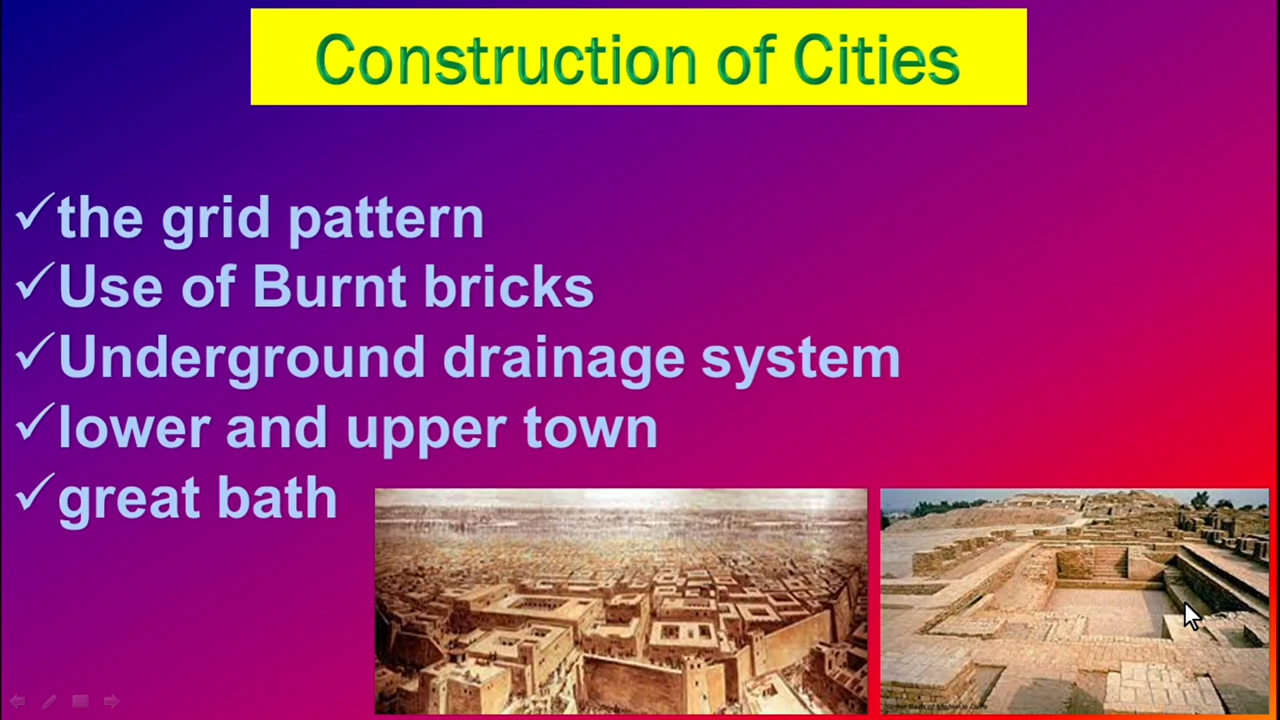 Construction of Cities
✓the grid pattern
✓Use of Burnt bricks
✓Underground drainage system
✓lower and upper town
✓great bath